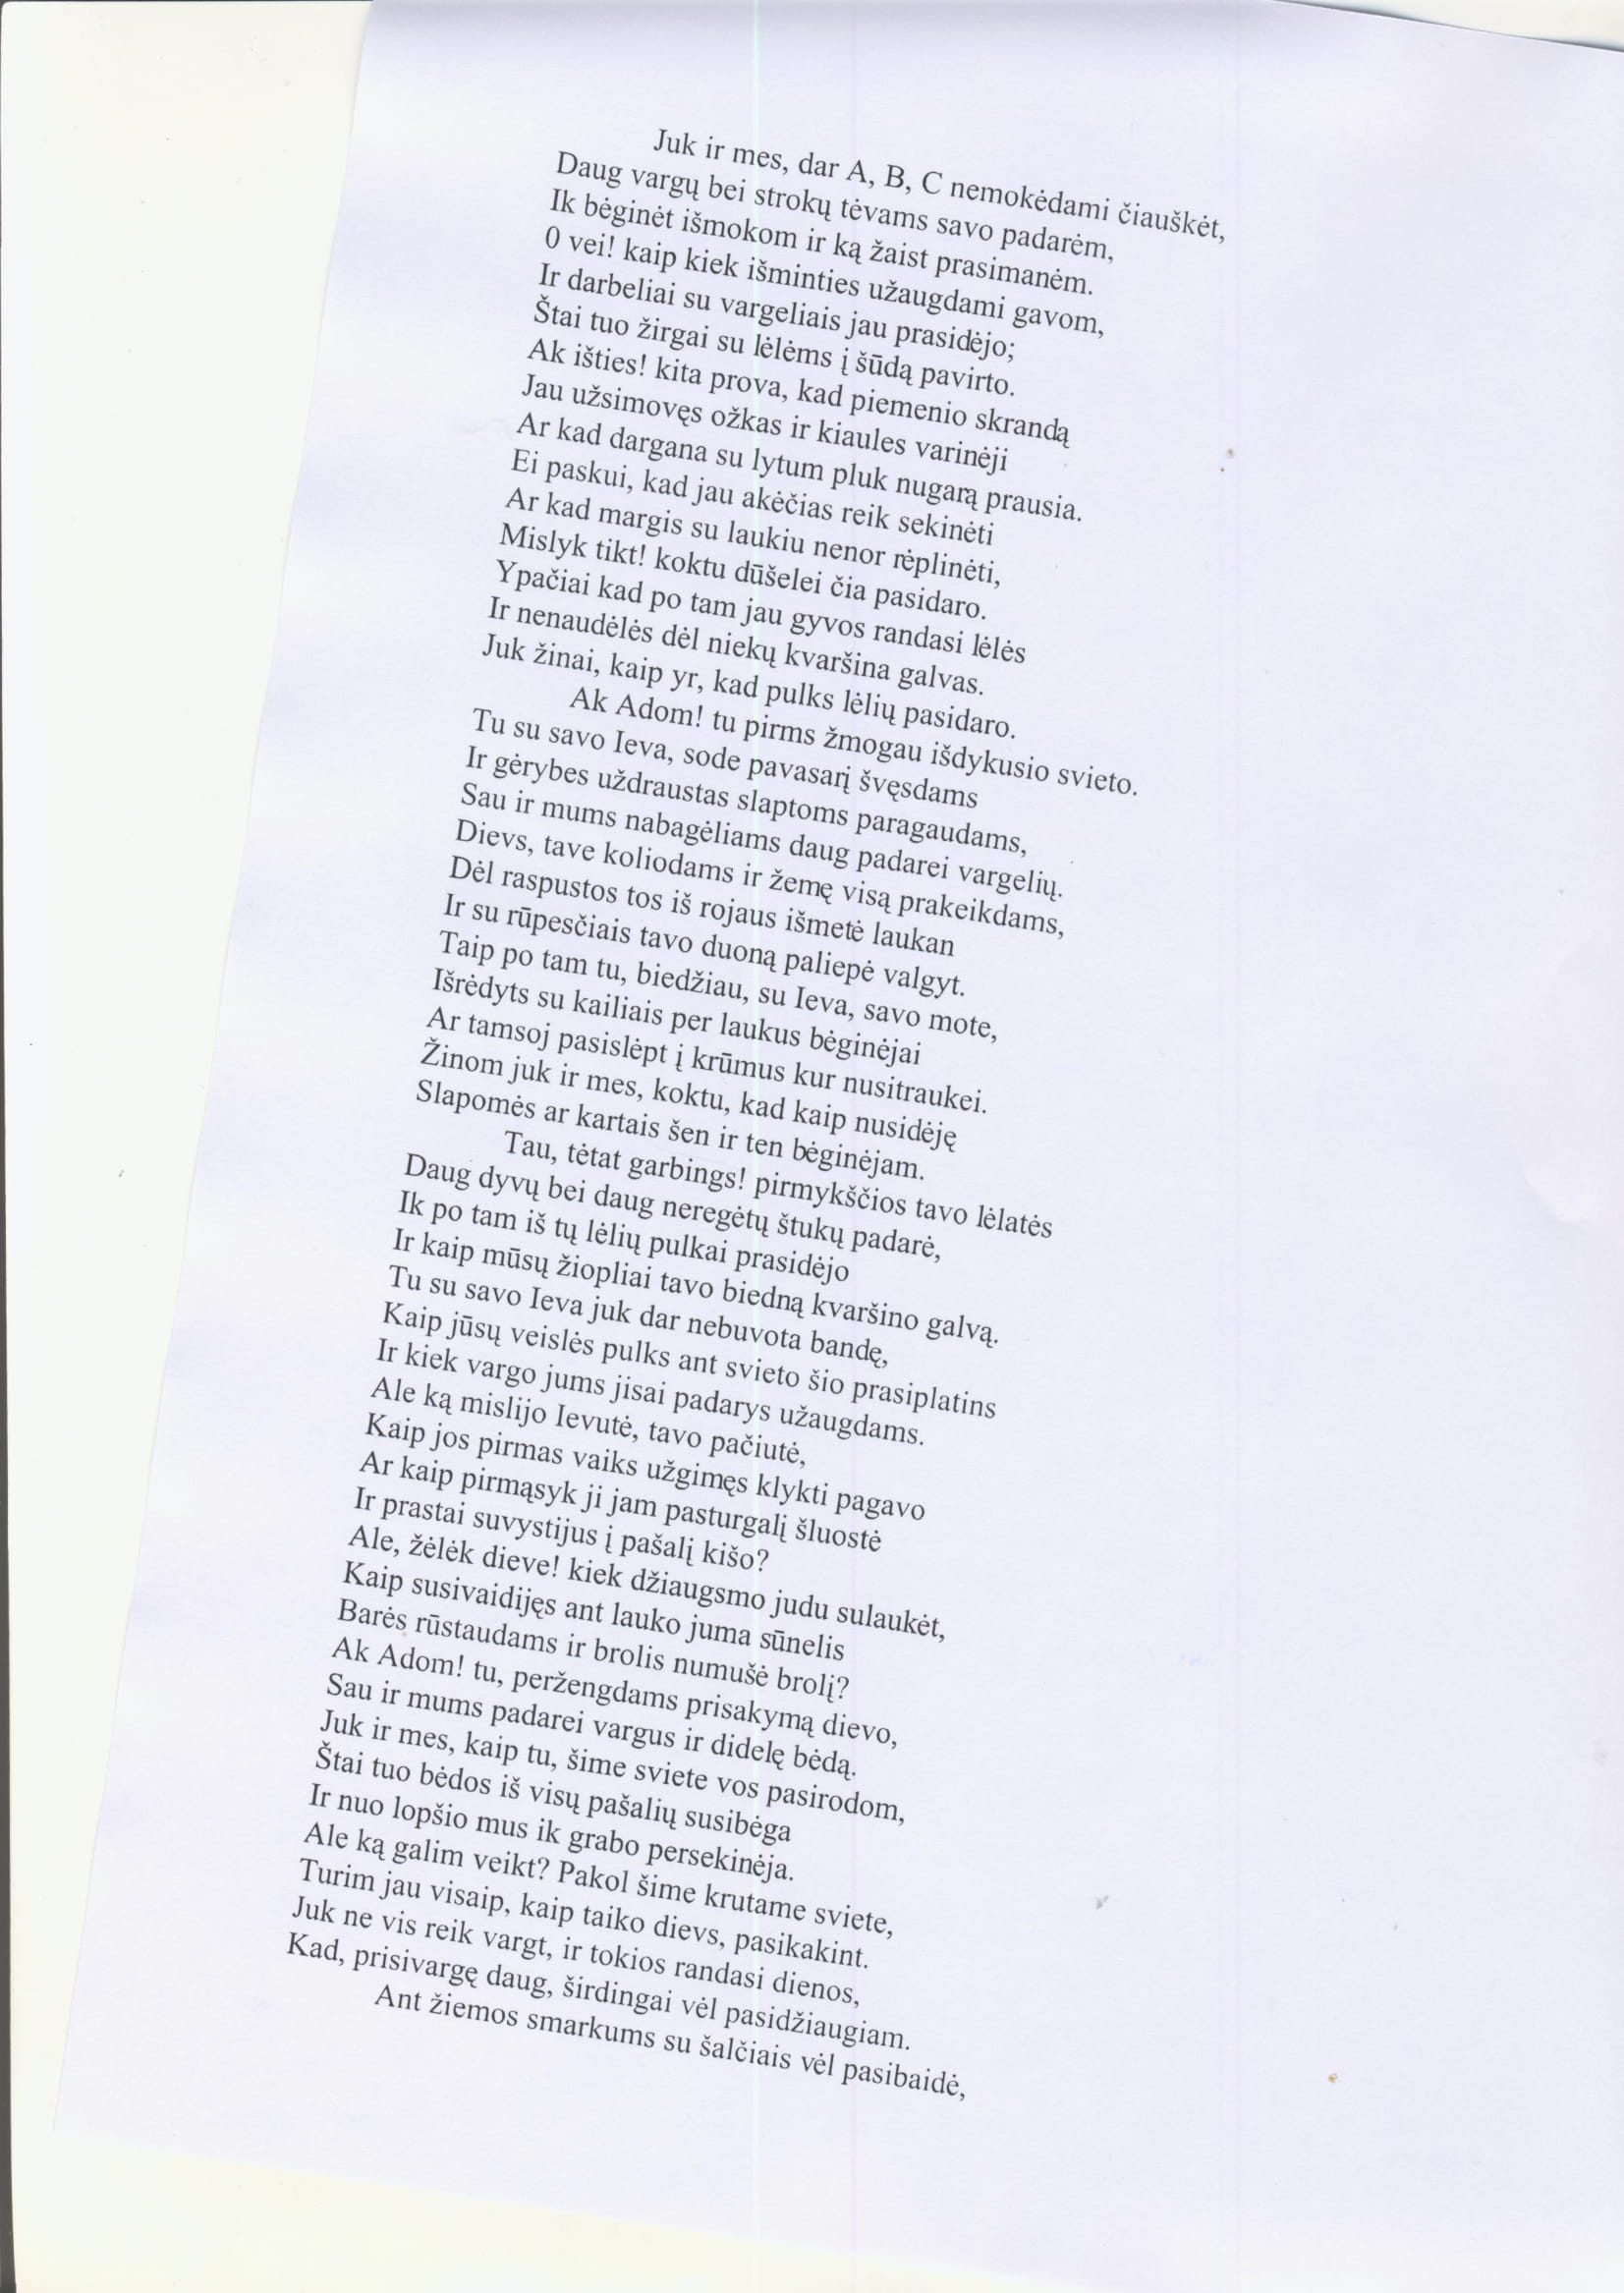 Juk ir mes, dar A, B, C nemokėdami čiauškėt,
Daug vargų bei strokų tėvams savo padarėm,
Ik bėginėt išmokom ir ką žaist prasimanėm.
0 vei! kaip kiek išminties užaugdami gavom,
Ir darbeliai su vargeliais jau prasidėjo;
Štai tuo žirgai su lėlėms į šūdą pavirto.
Ak išties! kita prova, kad piemenio skrandą
Jau užsimovęs ožkas ir kiaules varinėji
Ar kad dargana su lytum pluk nugarą prausia.
Ei paskui, kad jau akėčias reik sekinėti
Ar kad margis su laukiu nenor rėplinėti,
Mislyk tikt! koktu dūšelei čia pasidaro.
Ypačiai kad po tam jau gyvos randasi lėlės
Ir nenaudėlės dėl niekų kvaršina galvas.
Juk žinai, kaip yr, kad pulks lėlių pasidaro.
Ak Adom! tu pirms žmogau išdykusio svieto.
Tu su savo Ieva, sode pavasarį švęsdams
Ir gėrybes uždraustas slaptoms paragaudams,
Sau ir mums nabagėliams daug padarei vargelių.
Dievs, tave koliodams ir žemę visą prakeikdams,
Dėl raspustos tos iš rojaus išmetė laukan
Ir su rūpesčiais tavo duoną paliepė valgyt.
Taip po tam tu, biedžiau, su Ieva, savo mote,
Išrėdyts su kailiais per laukus bėginėjai
Ar tamsoj pasislėpt į krūmus kur nusitraukei.
Žinom juk ir mes, koktu, kad kaip nusidėję
Slapomės ar kartais šen ir ten bėginėjam.
Tau, tėtat garbings! pirmykščios tavo lėlatės
Daug dyvų bei daug neregėtų štukų padarė,
Ik po tam iš tų lėlių pulkai prasidėjo
Ir kaip mūsų žiopliai tavo biedną kvaršino galvą.
Tu su savo Ieva juk dar nebuvota bandę,
Kaip jūsų veislės pulks ant svieto šio prasiplatins
Ir kiek vargo jums jisai padarys užaugdams.
Ale ką mislijo Ievutė, tavo pačiutė,
Kaip jos pirmas vaiks užgimęs klykti pagavo
Ar kaip pirmąsyk ji jam pasturgalį šluostė
Ir prastai suvystijus į pašalį kišo?
Ale, žėlėk dieve! kiek džiaugsmo judu sulaukėt,
Kaip susivaidijęs ant lauko juma sūnelis
Barės rūstaudams ir brolis numušė brolį?
Ak Adom! tu, peržengdams prisakymą dievo,
Sau ir mums padarei vargus ir didelę bėdą.
Juk ir mes, kaip tu, šime sviete vos pasirodom,
Štai tuo bėdos iš visų pašalių susibėga
Ir nuo lopšio mus ik grabo persekinėja.
Ale ką galim veikt? Pakol šime krutame sviete,
Turim jau visaip, kaip taiko dievs, pasikakint.
Juk ne vis reik vargt, ir tokios randasi dienos,
Kad, prisivargę daug, širdingai vėl pasidžiaugiam.
Ant žiemos smarkums su šalčiais vėl pasibaidė,